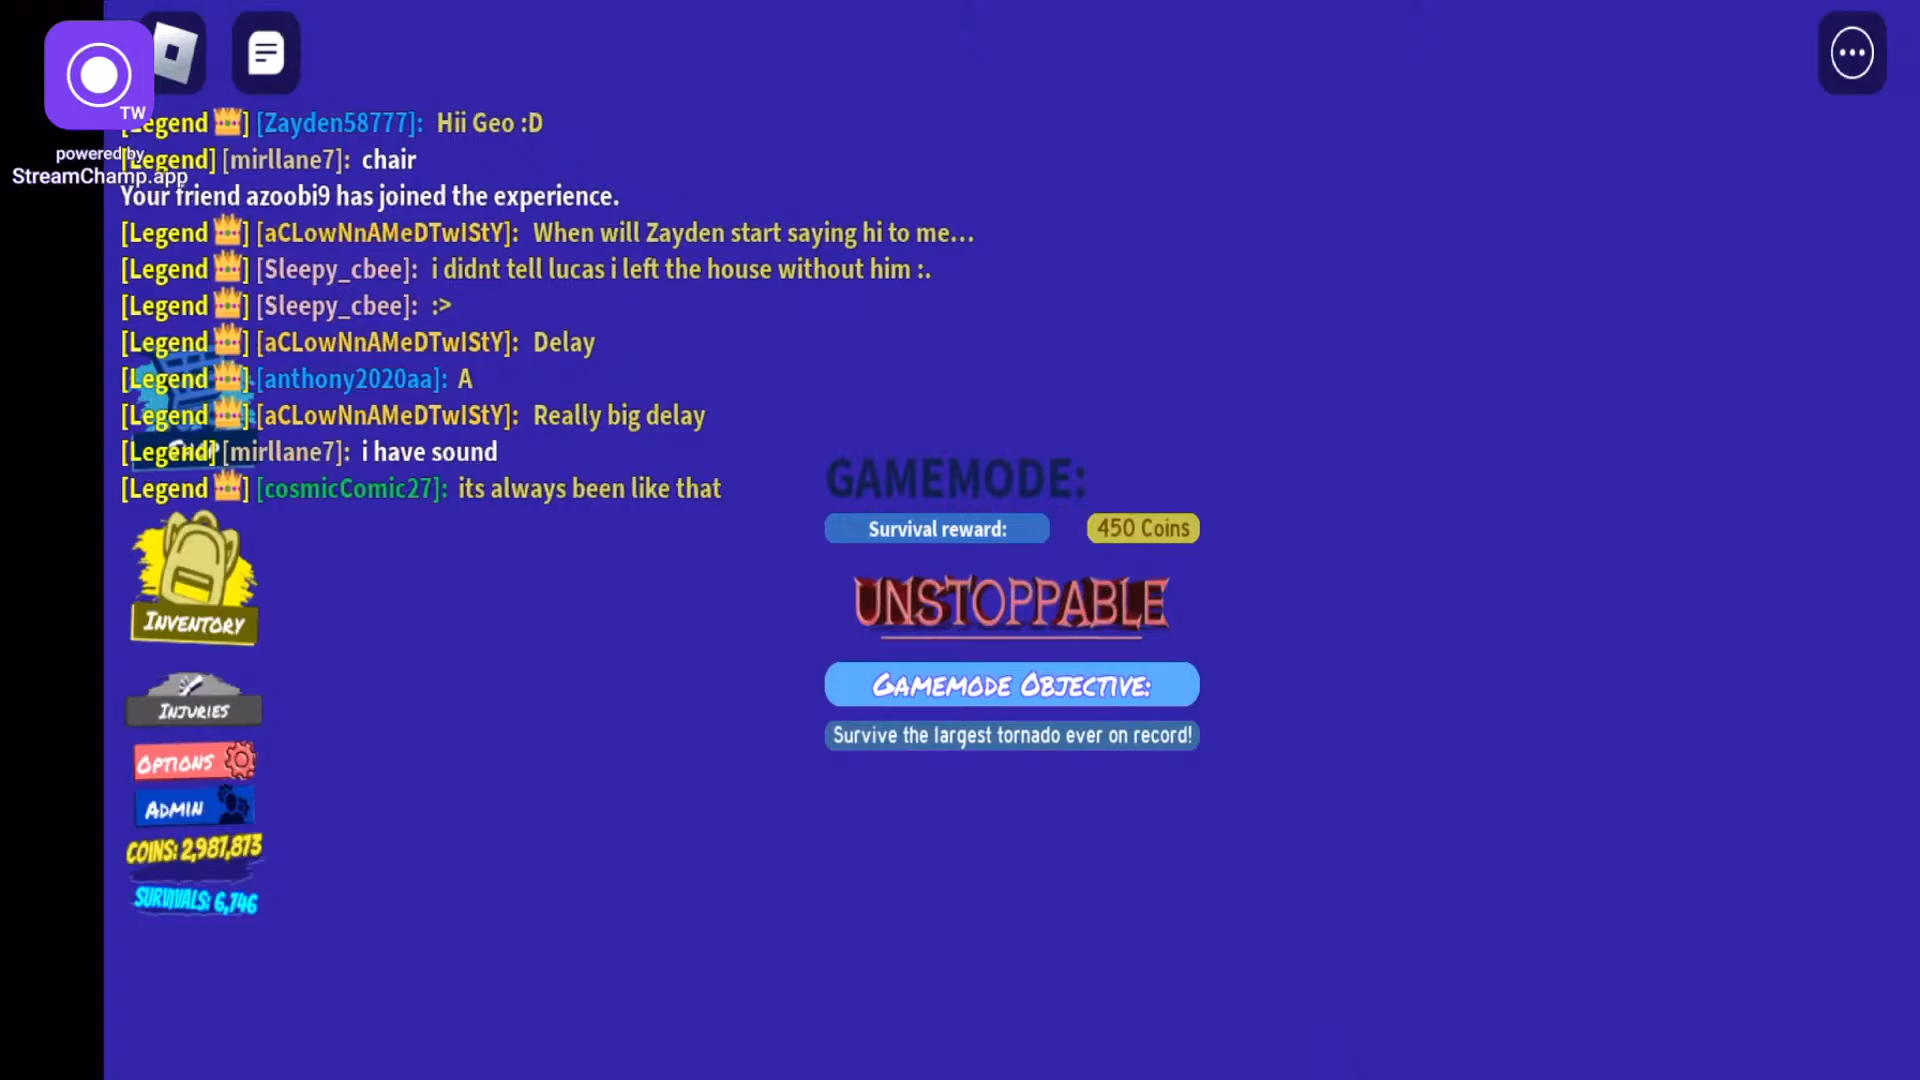 TW
powered by
StreamChamp.app
[Legend 👑] [Zayden58777]: Hii Geo :D
[Legend] [mirllane7]: chair
Your friend azoobi9 has joined the experience.
[Legend 👑] [aCLowNnAMeDTwIStY]: When will Zayden start saying hi to me...
[Legend 👑] [Sleepy_cbee]: i didnt tell lucas i left the house without him :.
[Legend 👑] [Sleepy_cbee]: :>
[Legend 👑] [aCLowNnAMeDTwIStY]: Delay
[Legend 👑] [anthony2020aa]: A
[Legend 👑] [aCLowNnAMeDTwIStY]: Really big delay
[Legend] [mirllane7]: i have sound
[Legend 👑] [cosmicComic27]: its always been like that
INVENTORY
INJURIES
OPTIONS
ADMIN
COINS: 2,987,873
SURVIVALS: 6,746
GAMEMODE:
Survival reward: 450 Coins
UNSTOPPABLE
GAMEMODE OBJECTIVE:
Survive the largest tornado ever on record!